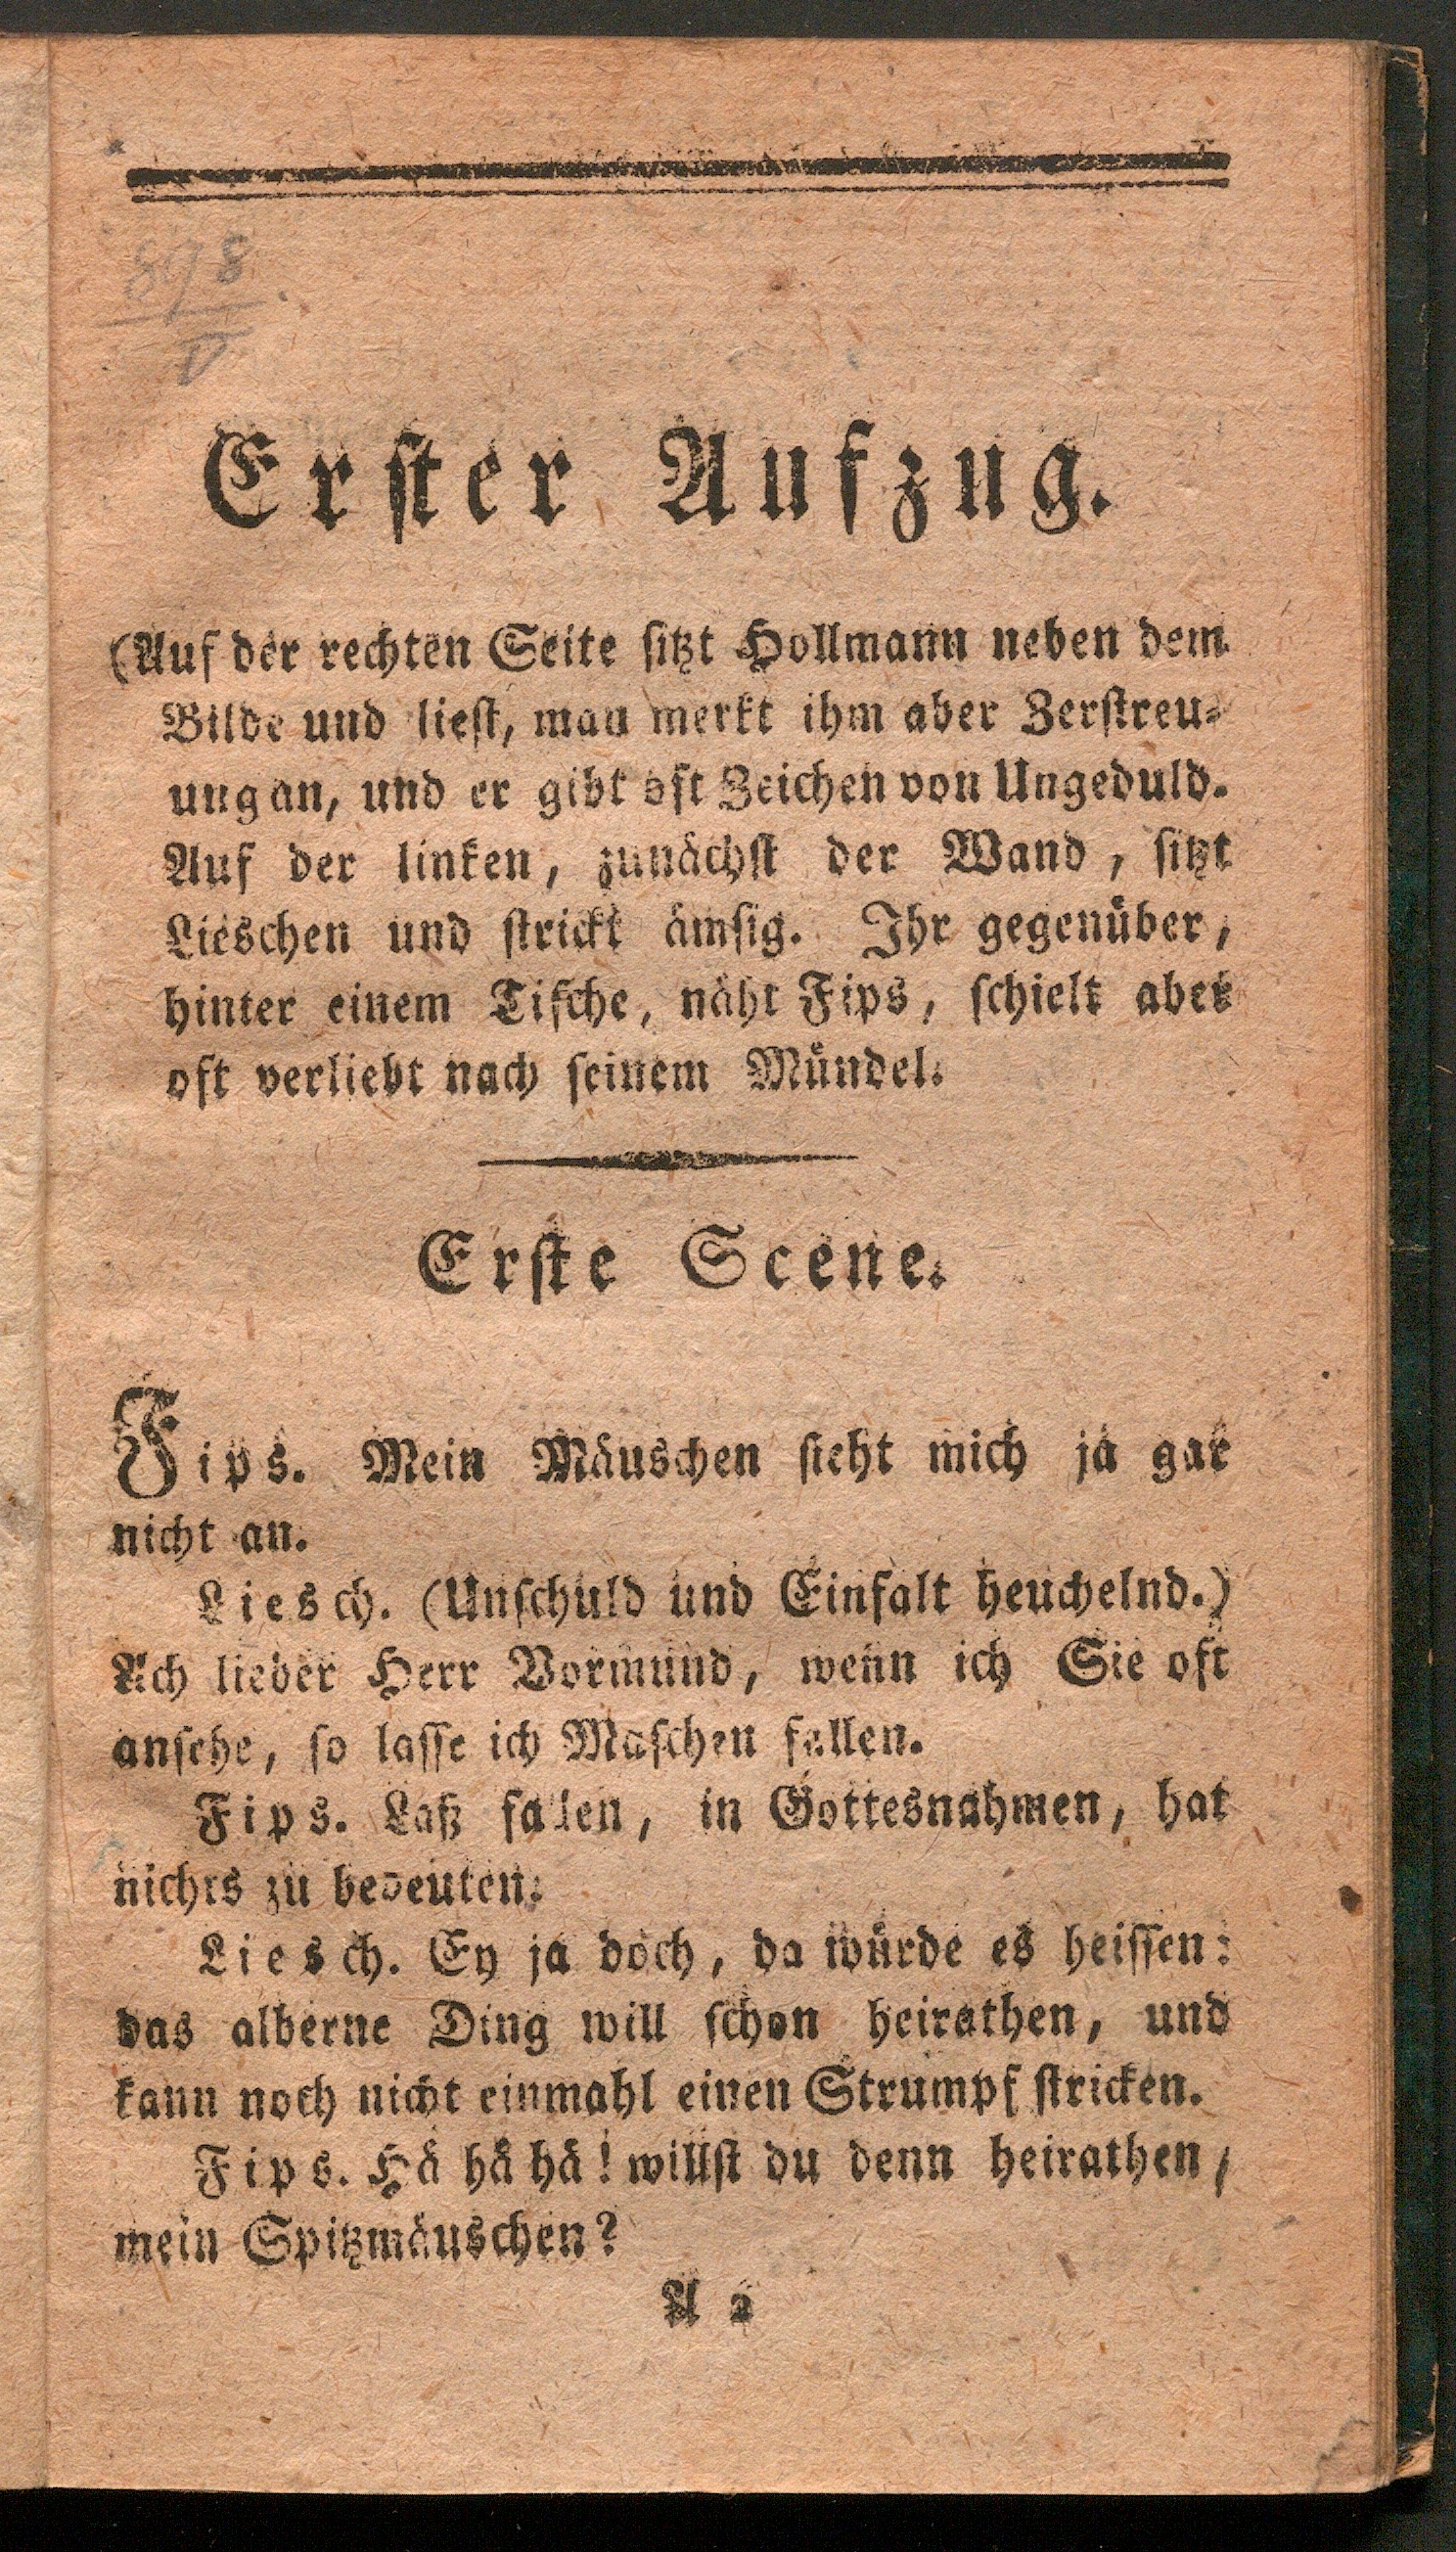 898
V
Erster Aufzug.
(Auf der rechten Seite sitzt Hollmann neben dem
Bilde und liest, man merkt ihm aber Zerstreu-
ung an, und er gibt oft Zeichen von Ungeduld.
Auf der linken, zunächst der Wand, sitzt
Lieschen und strickt ämsig. Ihr gegenüber,
hinter einem Tische, näht Fips, schielt aber
oft verliebt nach seinem Mündel.
Erste Scene.
Fips. Mein Mäuschen sieht mich ja gar
nicht an.
Liesch. (Unschuld und Einfalt heuchelnd.)
Ach lieber Herr Vormund, wenn ich Sie oft
ansehe, so lasse ich Maschen fallen.
Fips. Laß fallen, in Gottesnahmen, hat
nichts zu bedeuten.
Liesch. Ey ja doch, da würde es heissen:
das alberne Ding will schon heirathen, und
kann noch nicht einmahl einen Strumpf stricken.
Fips. Hä hä hä! willst du denn heirathen,
mein Spitzmäuschen?
A 2